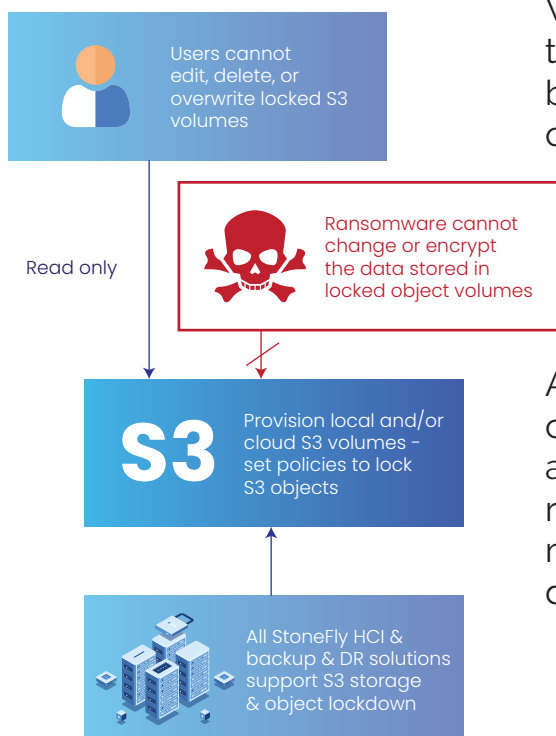 Users cannot
edit, delete, or
overwrite locked S3
volumes
Ransomware cannot
change or encrypt
the data stored in
locked object volumes
Read only
S3
Provision local and/or
cloud S3 volumes -
set policies to lock
S3 objects
All StoneFly HCI &
backup & DR solutions
support S3 storage
& object lockdown